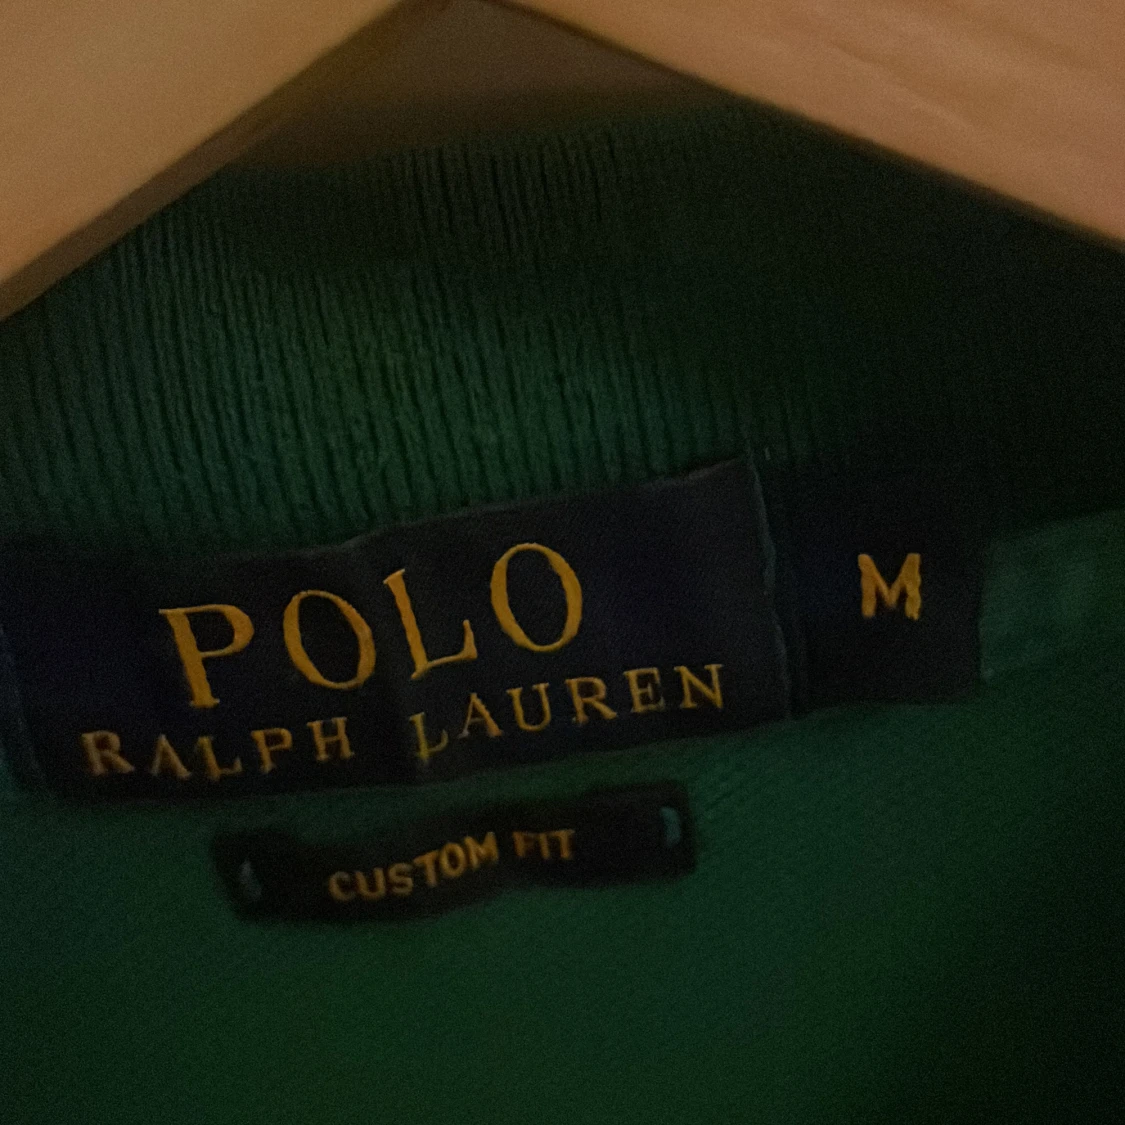 POLO
RALPH LAUREN
M
CUSTOM FIT